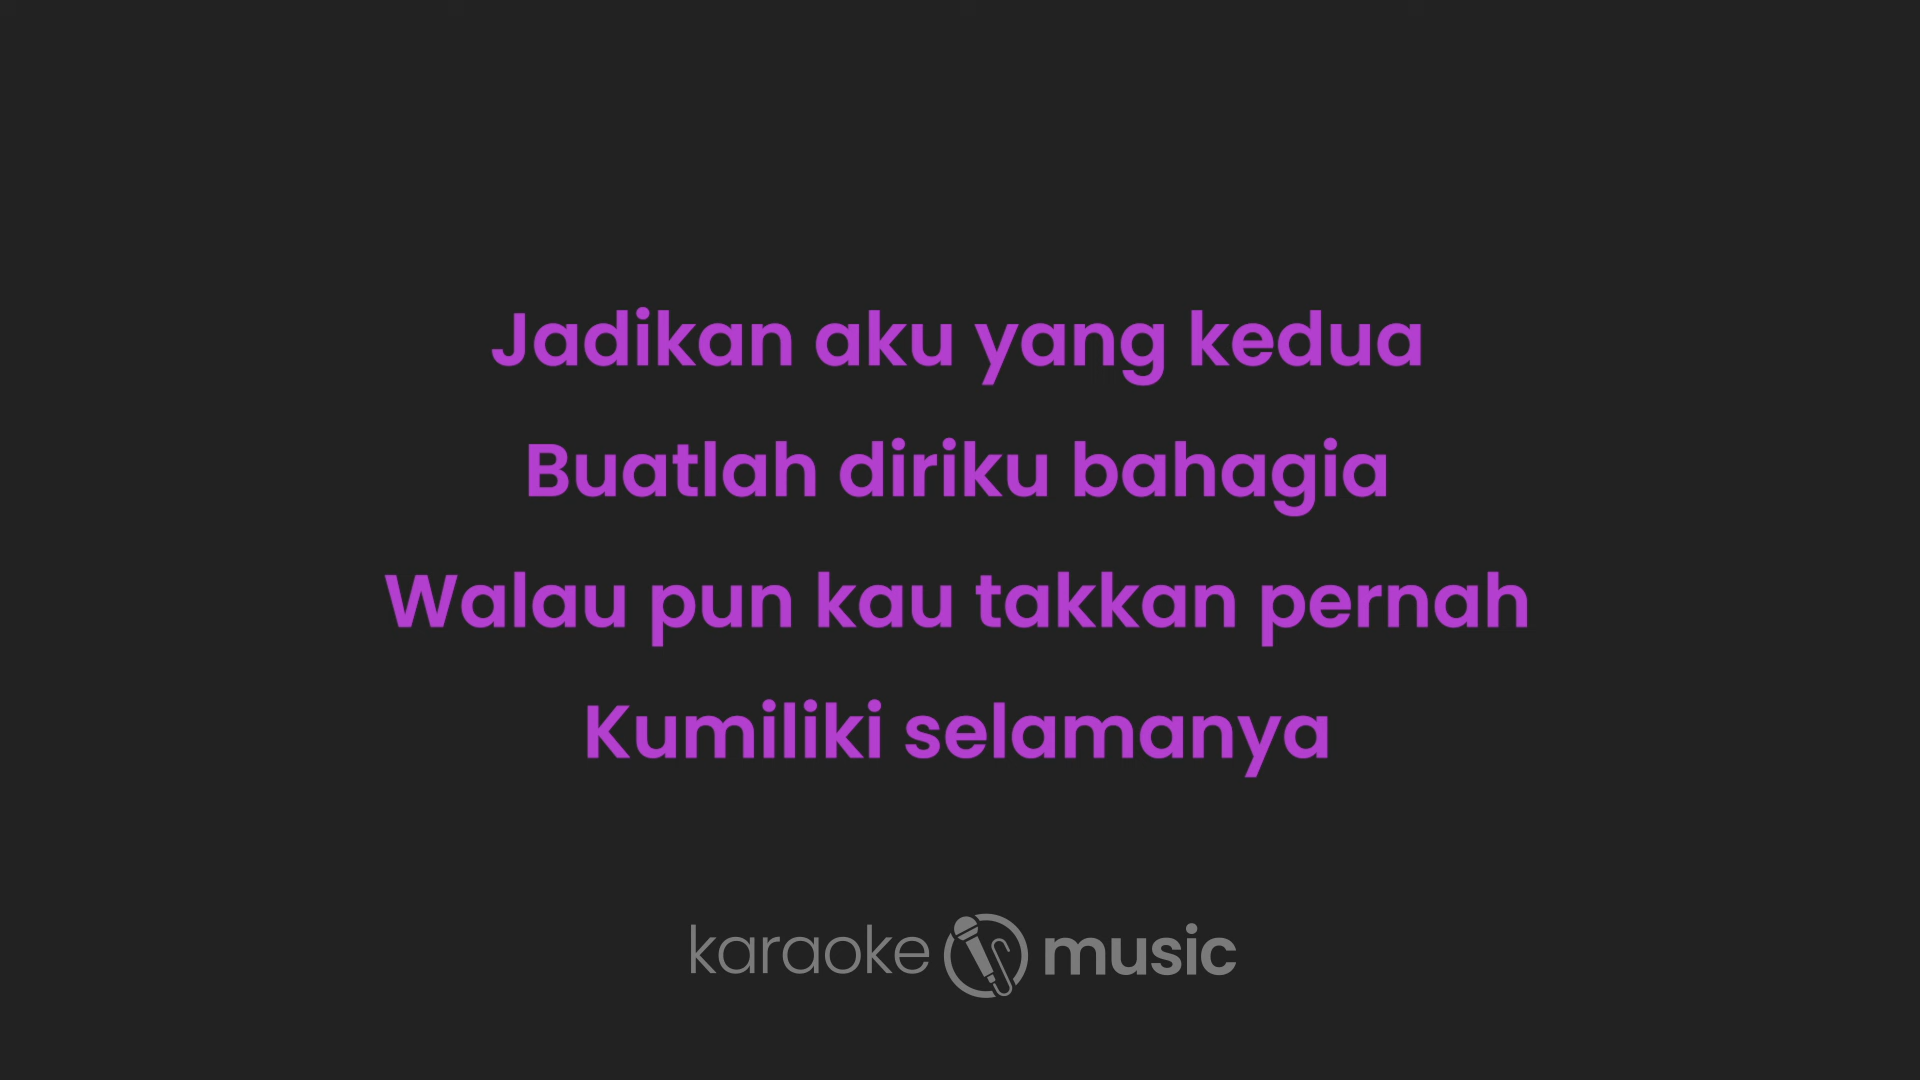 Jadikan aku yang kedua
Buatlah diriku bahagia
Walau pun kau takkan pernah
Kumiliki selamanya
karaoke music